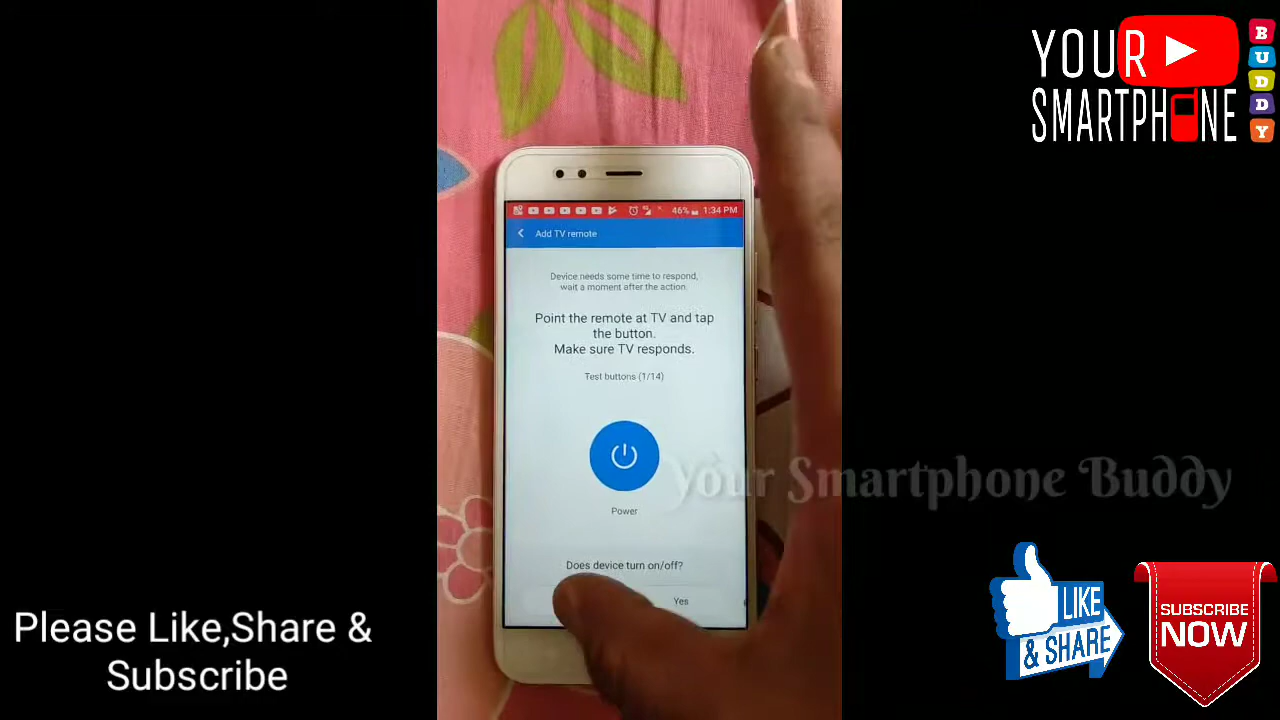 YOUR
SMARTPHONE
BUDDY
46% 1:34 PM
Add TV remote
Device needs some time to respond,
wait a moment after the action.
Point the remote at TV and tap
the button.
Make sure TV responds.
Test buttons (1/14)
Power
Does device turn on/off?
Yes
Your Smartphone Buddy
Please Like,Share &
Subscribe
LIKE
& SHARE
SUBSCRIBE
NOW